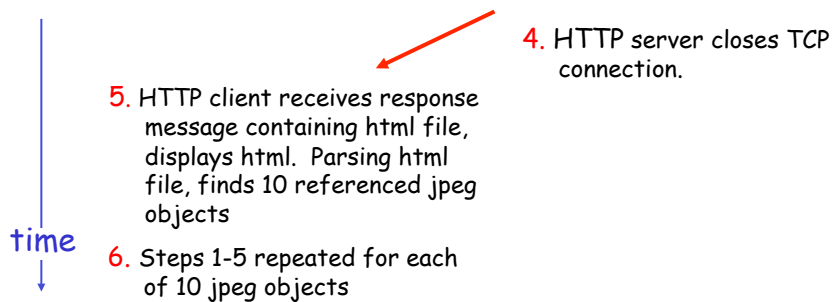 4. HTTP server closes TCP
connection.
5. HTTP client receives response
message containing html file,
displays html. Parsing html
file, finds 10 referenced jpeg
objects
time
6. Steps 1-5 repeated for each
of 10 jpeg objects